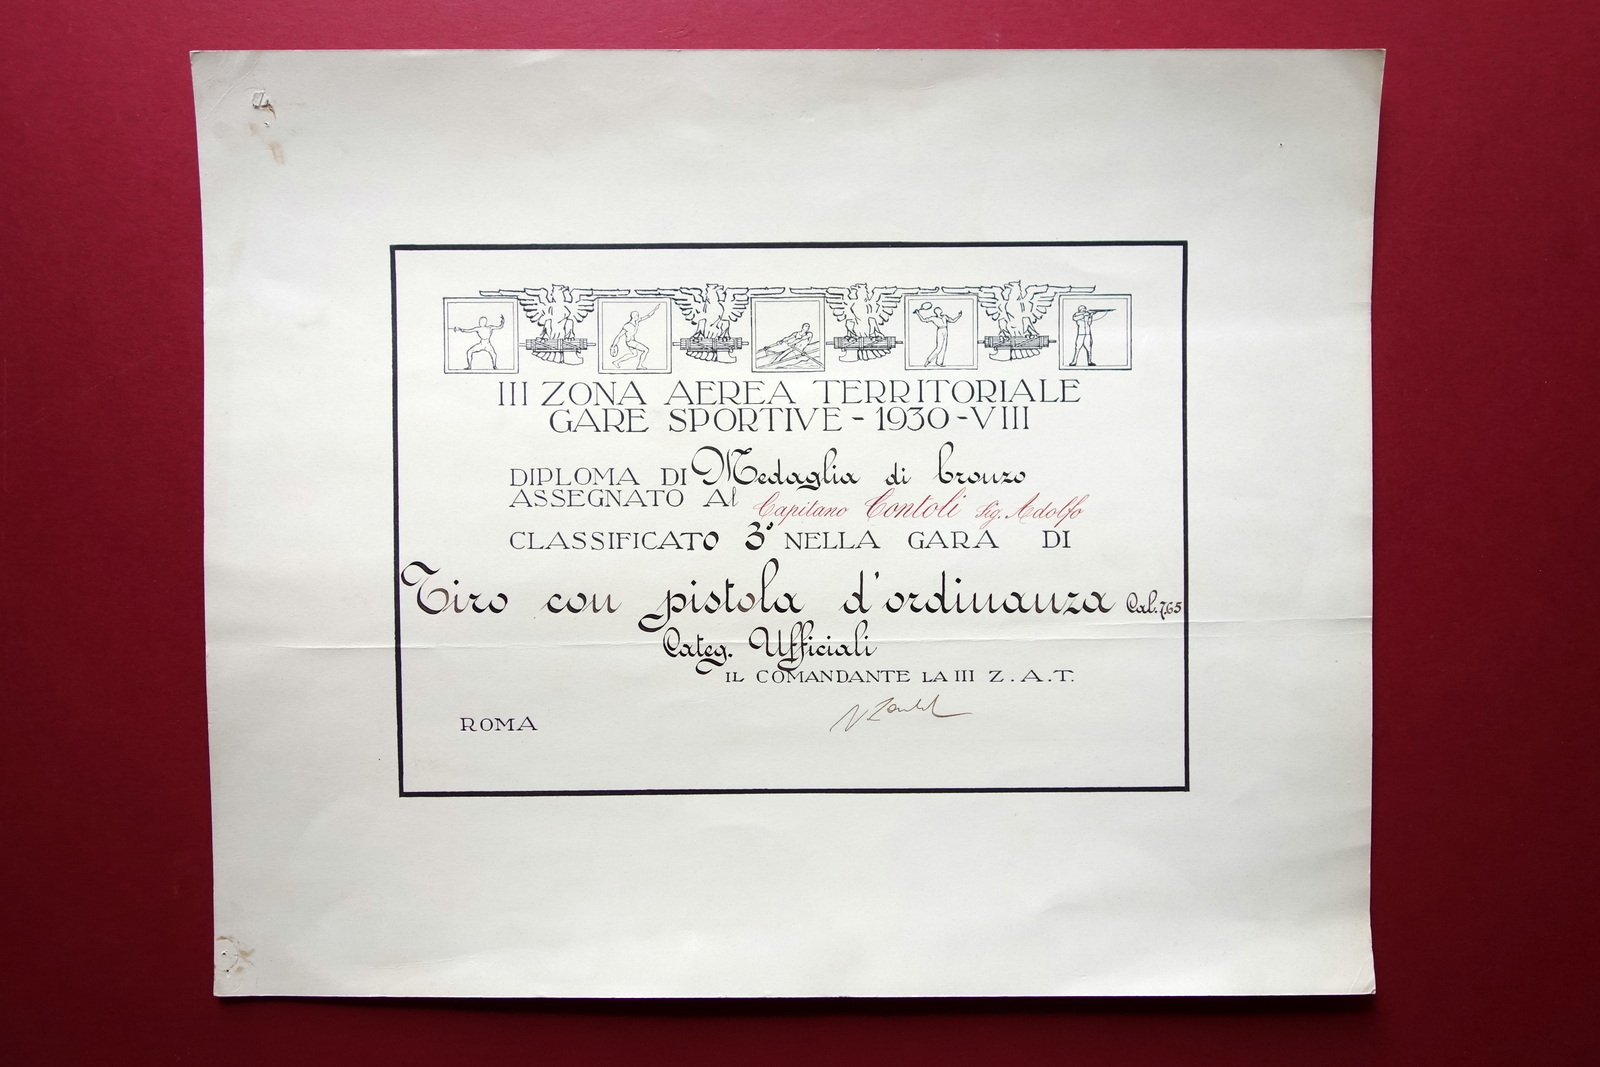 III ZONA AEREA TERRITORIALE
GARE SPORTIVE - 1930 - VIII
DIPLOMA DI Medaglia di bronzo
ASSEGNATO Al Capitano Contoli Sig. Adolfo
CLASSIFICATO 3° NELLA GARA DI
Tiro con pistola d'ordinanza Cal. 7,65
Categ. Ufficiali
IL COMANDANTE LA III Z.A.T.
ROMA